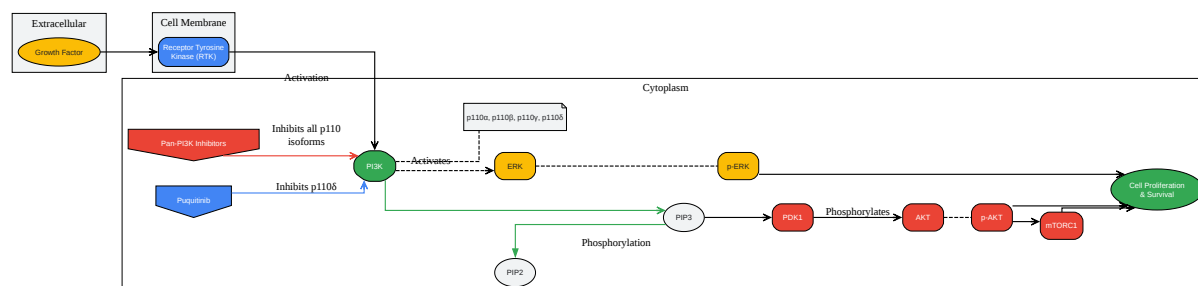 Extracellular
Growth Factor
Cell Membrane
Receptor Tyrosine
Kinase (RTK)
Activation
Cytoplasm
p110α, p110β, p110γ, p110δ
Inhibits all p110
isoforms
Pan-PI3K Inhibitors
PI3K
Activates
ERK
p-ERK
Puquitinib
Inhibits p110δ
Cell Proliferation
& Survival
PIP3
PDK1
Phosphorylates
AKT
p-AKT
mTORC1
Phosphorylation
PIP2